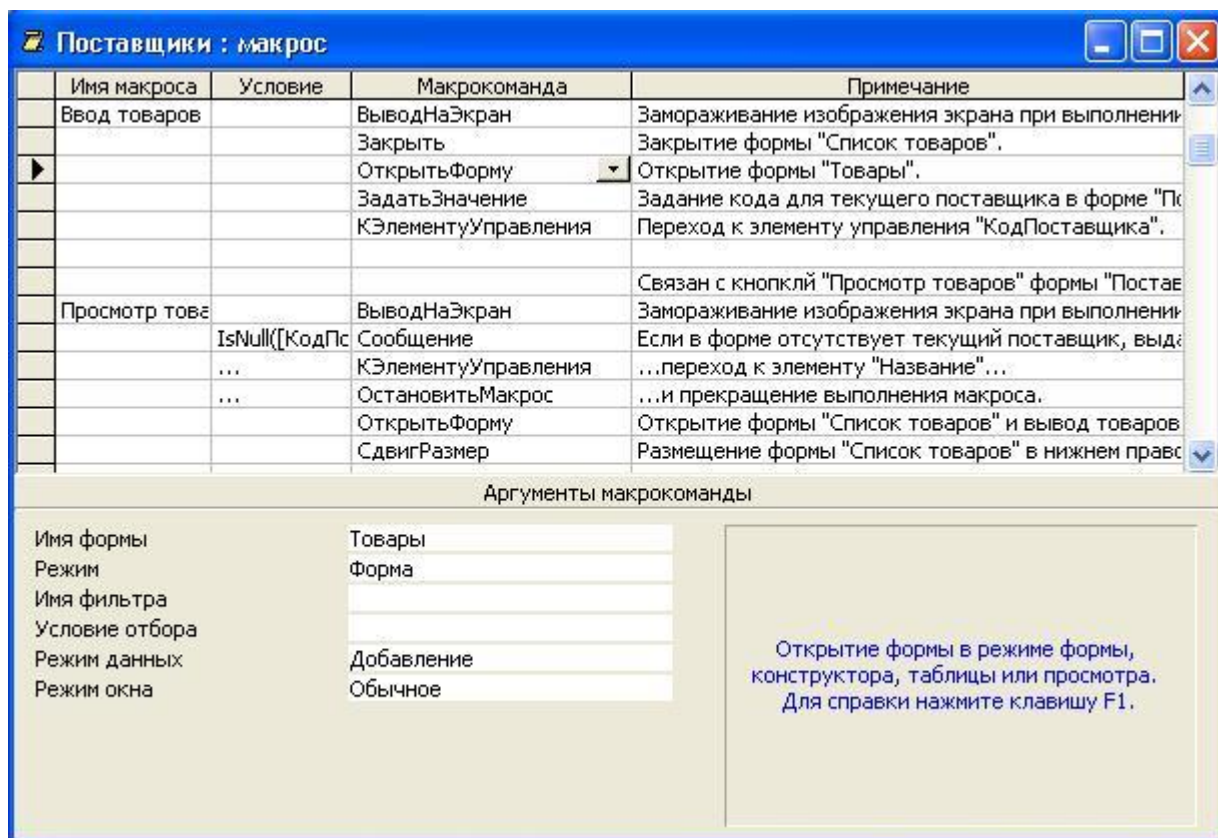 Поставщики : макрос
Имя макроса Условие Макрокоманда Примечание
Ввод товаров ВыводНаЭкран Замораживание изображения экрана при выполнении
Закрыть Закрытие формы "Список товаров".
ОткрытьФорму Открытие формы "Товары".
ЗадатьЗначение Задание кода для текущего поставщика в форме "По
КЭлементуУправления Переход к элементу управления "КодПоставщика".
Связан с кнопклй "Просмотр товаров" формы "Постав
Просмотр това ВыводНаЭкран Замораживание изображения экрана при выполнении
IsNull([КодПо Сообщение Если в форме отсутствует текущий поставщик, выда
... КЭлементуУправления ...переход к элементу "Название"...
... ОстановитьМакрос ...и прекращение выполнения макроса.
ОткрытьФорму Открытие формы "Список товаров" и вывод товаров
СдвигРазмер Размещение формы "Список товаров" в нижнем право
Аргументы макрокоманды
Имя формы Товары
Режим Форма
Имя фильтра
Условие отбора
Режим данных Добавление
Режим окна Обычное
Открытие формы в режиме формы,
конструктора, таблицы или просмотра.
Для справки нажмите клавишу F1.